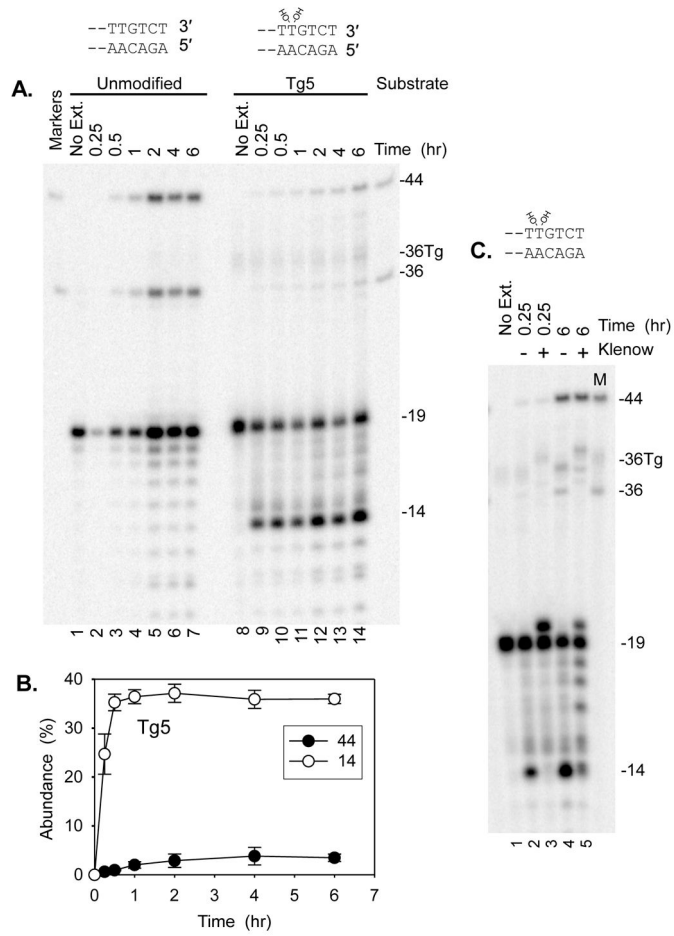 --TTGTCT 3′
--AACAGA 5′
HO OH
--TTGTCT 3′
--AACAGA 5′
A.
Unmodified
Tg5
Substrate
Markers
No Ext.
0.25
0.5
1
2
4
6
No Ext.
0.25
0.5
1
2
4
6
Time (hr)
-44
-36Tg
-36
-19
-14
1 2 3 4 5 6 7 8 9 10 11 12 13 14
B.
Tg5
44
14
Abundance (%)
40
30
20
10
0
0 1 2 3 4 5 6 7
Time (hr)
C.
HO OH
--TTGTCT
--AACAGA
No Ext.
0.25
0.25
6
6
Time (hr)
- + - + Klenow
M
-44
-36Tg
-36
-19
-14
1 2 3 4 5